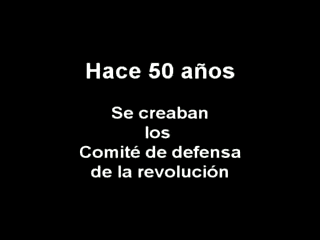 Hace 50 años
Se creaban
los
Comité de defensa
de la revolución